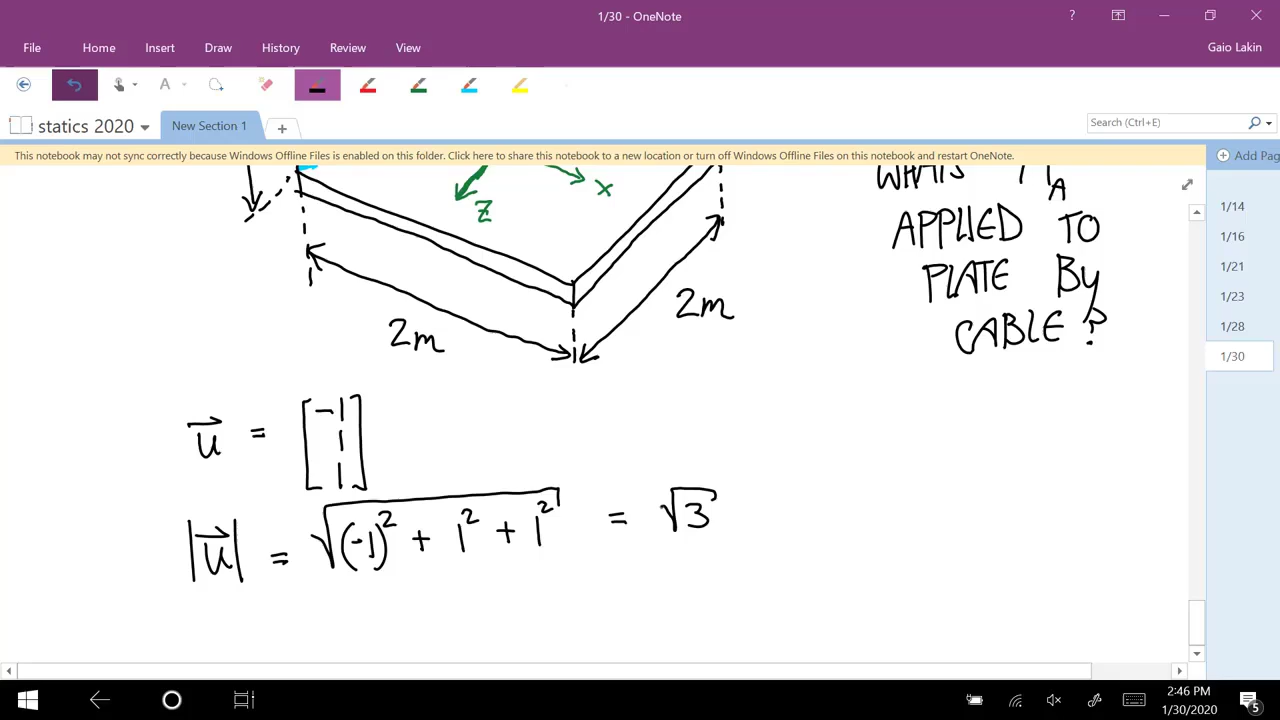 1/30 - OneNote
?
File Home Insert Draw History Review View
Gaio Lakin
A
statics 2020
New Section 1
+
Search (Ctrl+E)
This notebook may not sync correctly because Windows Offline Files is enabled on this folder. Click here to share this notebook to a new location or turn off Windows Offline Files on this notebook and restart OneNote.
Add Pag
1/14
1/16
1/21
1/23
1/28
1/30
x
z
2m
2m
WHATS M_A
APPLIED TO
PLATE BY
CABLE?
u⃗ = [-1
1
1]
|u⃗| = √((-1)² + 1² + 1²) = √3
2:46 PM
1/30/2020
5